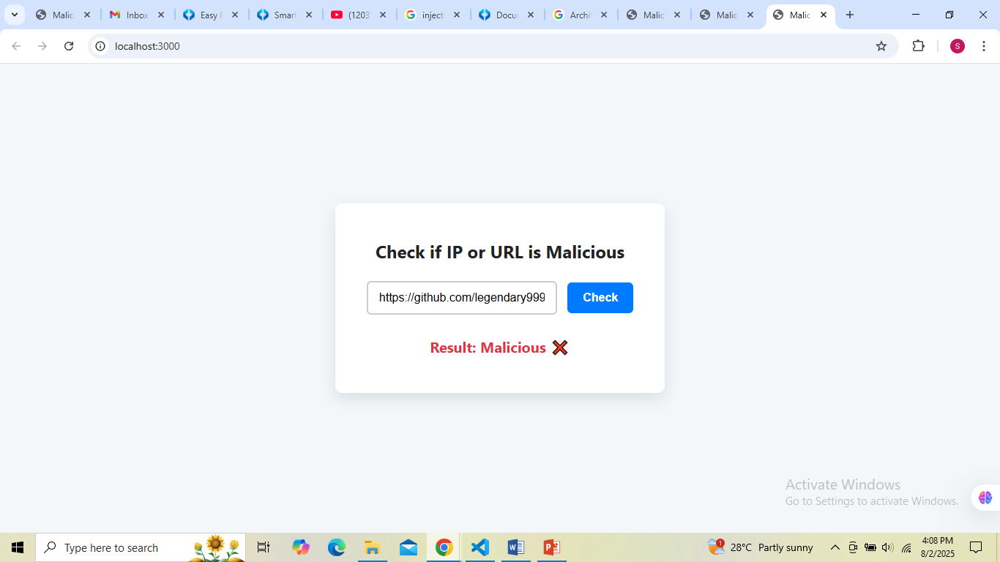 Malic
Inbox
Easy F
Smart
(1203
inject
Docu
Archi
Malic
Malic
Malic
localhost:3000
S
Check if IP or URL is Malicious
https://github.com/legendary999
Check
Result: Malicious ❌
Activate Windows
Go to Settings to activate Windows.
Type here to search
1
28°C Partly sunny
4:08 PM
8/2/2025